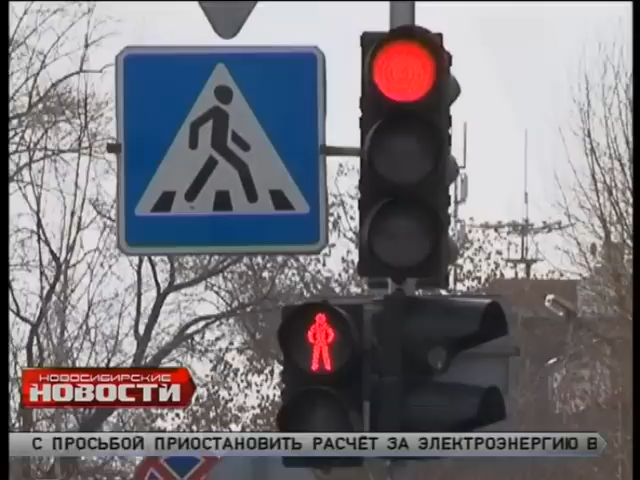 НОВОСИБИРСКИЕ
НОВОСТИ
С ПРОСЬБОЙ ПРИОСТАНОВИТЬ РАСЧЁТ ЗА ЭЛЕКТРОЭНЕРГИЮ В